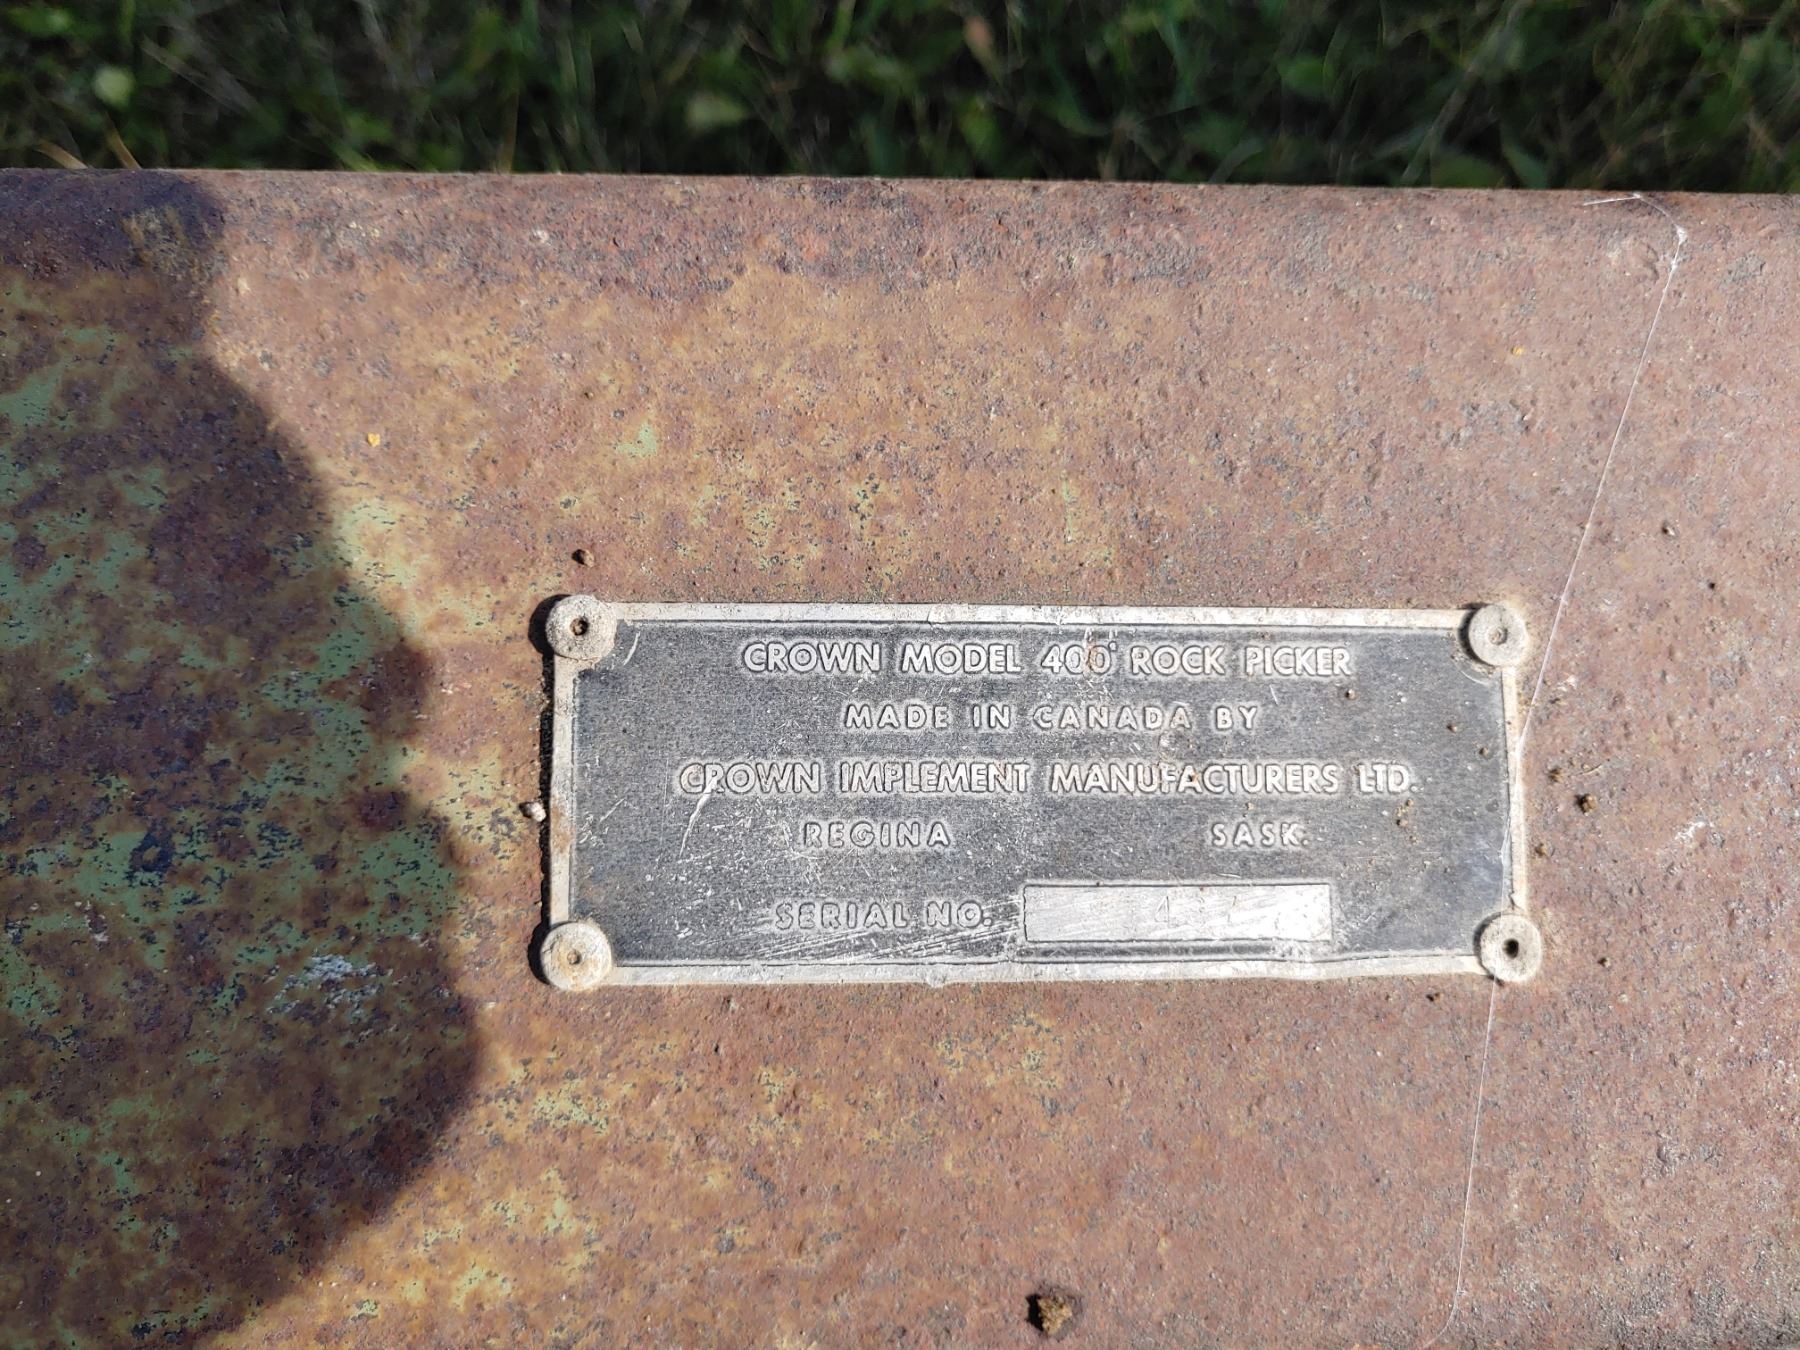 CROWN MODEL 400 ROCK PICKER
MADE IN CANADA BY
CROWN IMPLEMENT MANUFACTURERS LTD.
REGINA SASK.
SERIAL NO.